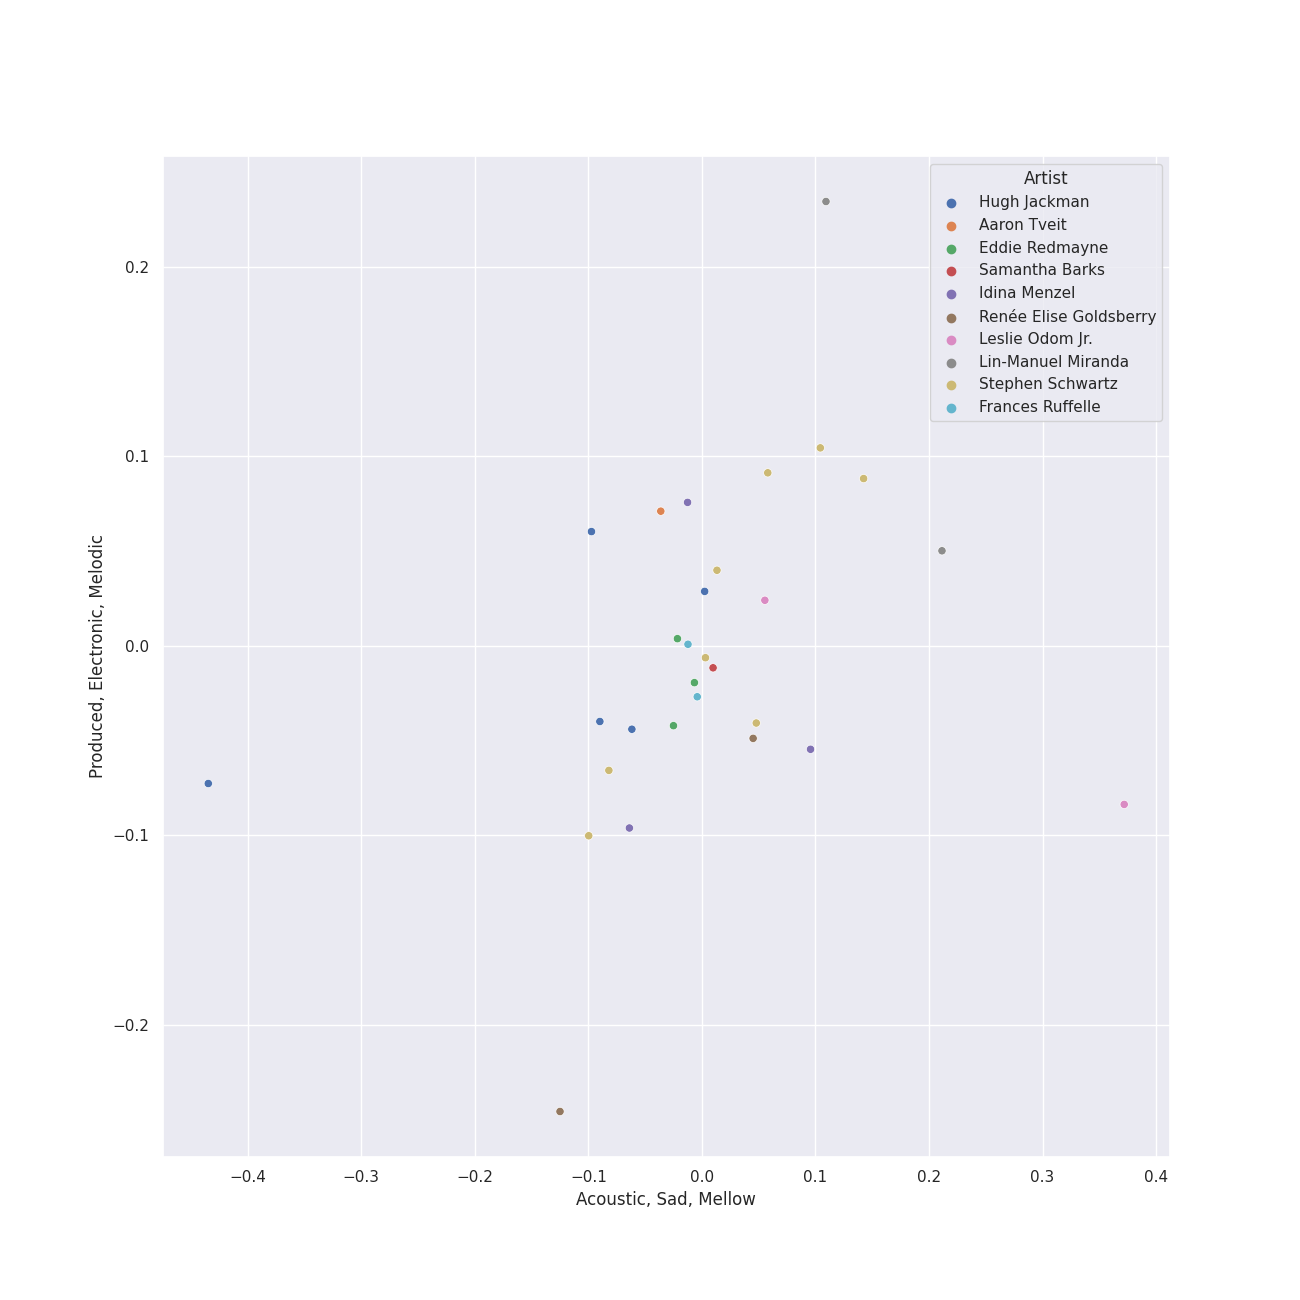 Artist
Hugh Jackman
Aaron Tveit
Eddie Redmayne
Samantha Barks
Idina Menzel
Renée Elise Goldsberry
Leslie Odom Jr.
Lin-Manuel Miranda
Stephen Schwartz
Frances Ruffelle
0.2
0.1
0.0
−0.1
−0.2
Produced, Electronic, Melodic
−0.4 −0.3 −0.2 −0.1 0.0 0.1 0.2 0.3 0.4
Acoustic, Sad, Mellow